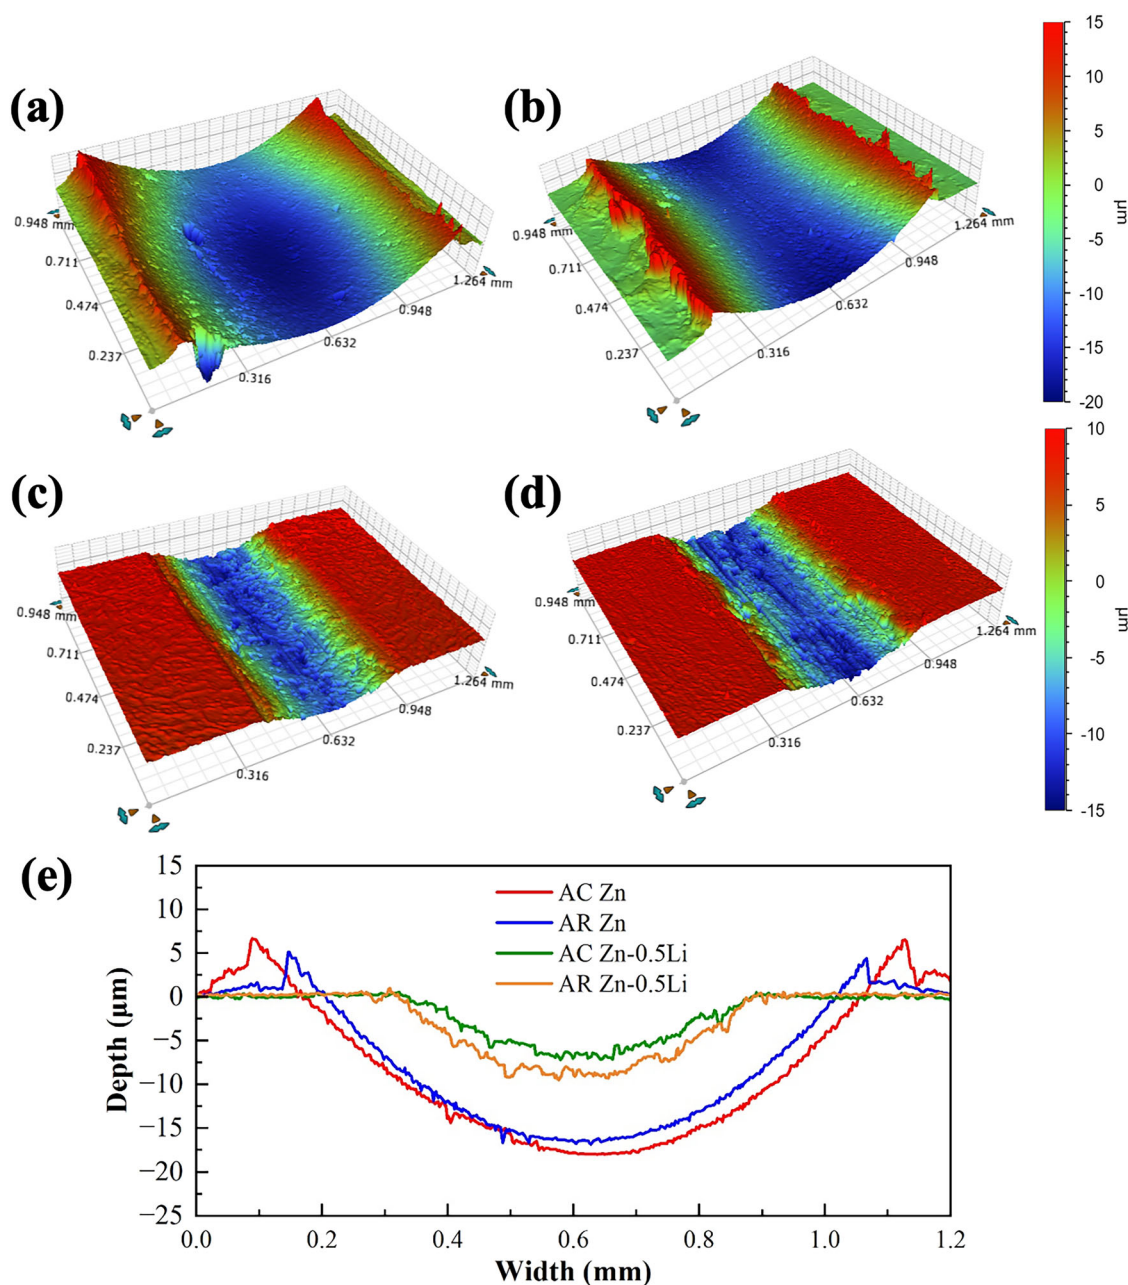 (a)
0.948 mm
0.711
0.474
0.237
0.316
0.632
0.948
1.264 mm
(b)
0.948 mm
0.711
0.474
0.237
0.316
0.632
0.948
1.264 mm
15
10
5
0
-5
-10
-15
-20
µm
(c)
0.948 mm
0.711
0.474
0.237
0.316
0.632
0.948
1.264 mm
(d)
0.948 mm
0.711
0.474
0.237
0.316
0.632
0.948
1.264 mm
10
5
0
-5
-10
-15
µm
(e)
15
10
5
0
−5
−10
−15
−20
−25
Depth (µm)
AC Zn
AR Zn
AC Zn-0.5Li
AR Zn-0.5Li
0.0 0.2 0.4 0.6 0.8 1.0 1.2
Width (mm)